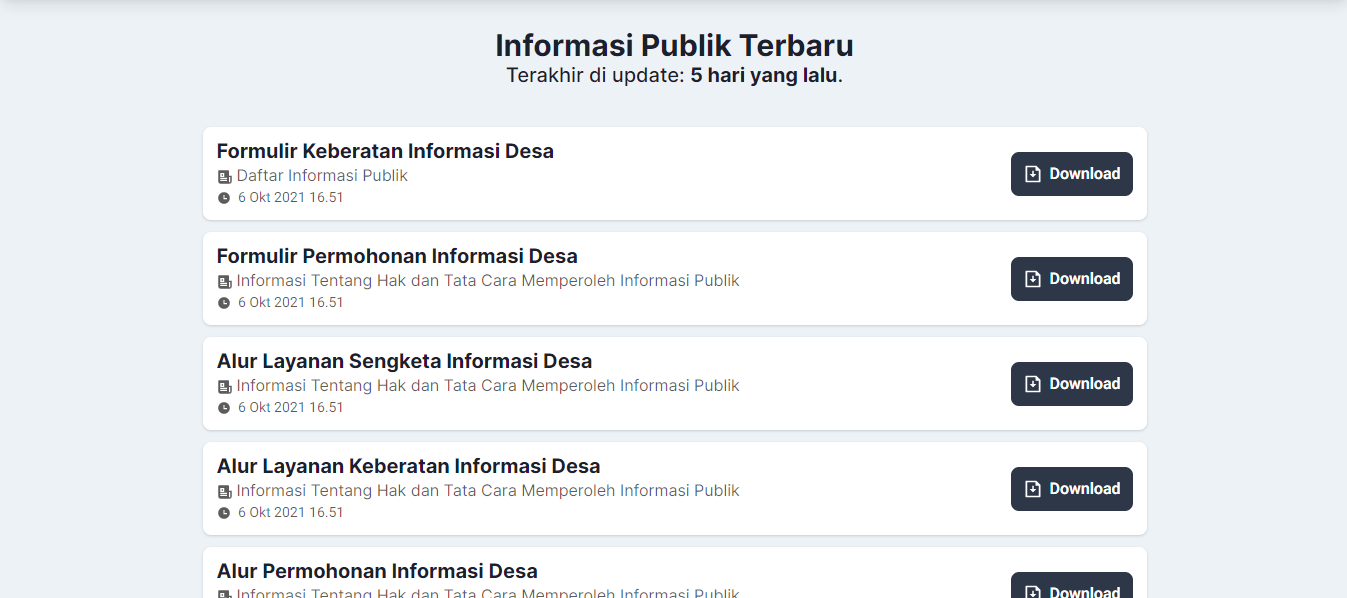 Informasi Publik Terbaru
Terakhir di update: 5 hari yang lalu.
Formulir Keberatan Informasi Desa
Daftar Informasi Publik
6 Okt 2021 16.51
Download
Formulir Permohonan Informasi Desa
Informasi Tentang Hak dan Tata Cara Memperoleh Informasi Publik
6 Okt 2021 16.51
Download
Alur Layanan Sengketa Informasi Desa
Informasi Tentang Hak dan Tata Cara Memperoleh Informasi Publik
6 Okt 2021 16.51
Download
Alur Layanan Keberatan Informasi Desa
Informasi Tentang Hak dan Tata Cara Memperoleh Informasi Publik
6 Okt 2021 16.51
Download
Alur Permohonan Informasi Desa
Informasi Tentang Hak dan Tata Cara Memperoleh Informasi Publik
Download